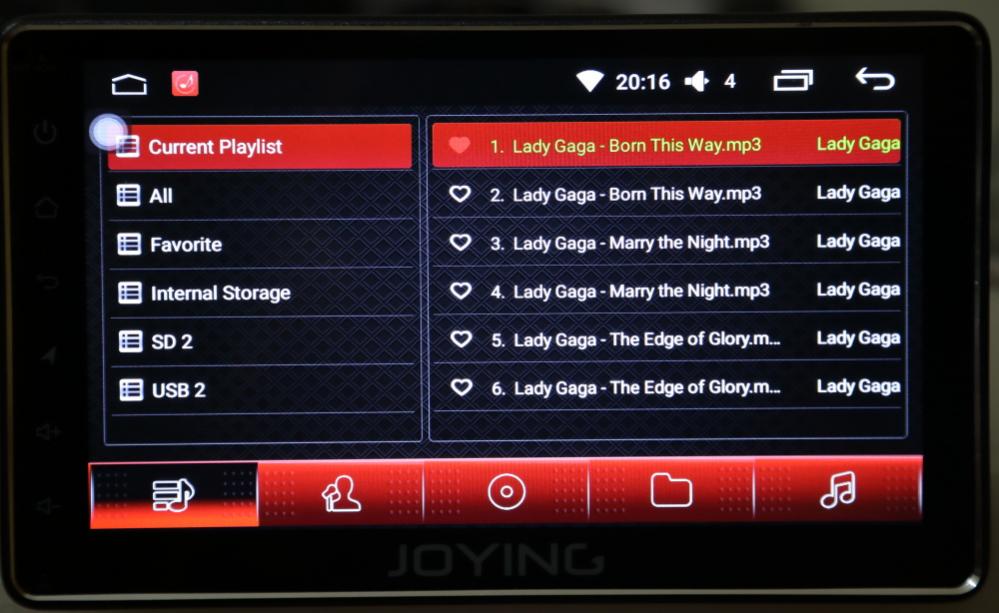 20:16 4
Current Playlist
All
Favorite
Internal Storage
SD 2
USB 2
1. Lady Gaga - Born This Way.mp3 Lady Gaga
2. Lady Gaga - Born This Way.mp3 Lady Gaga
3. Lady Gaga - Marry the Night.mp3 Lady Gaga
4. Lady Gaga - Marry the Night.mp3 Lady Gaga
5. Lady Gaga - The Edge of Glory.m... Lady Gaga
6. Lady Gaga - The Edge of Glory.m... Lady Gaga
JOYING